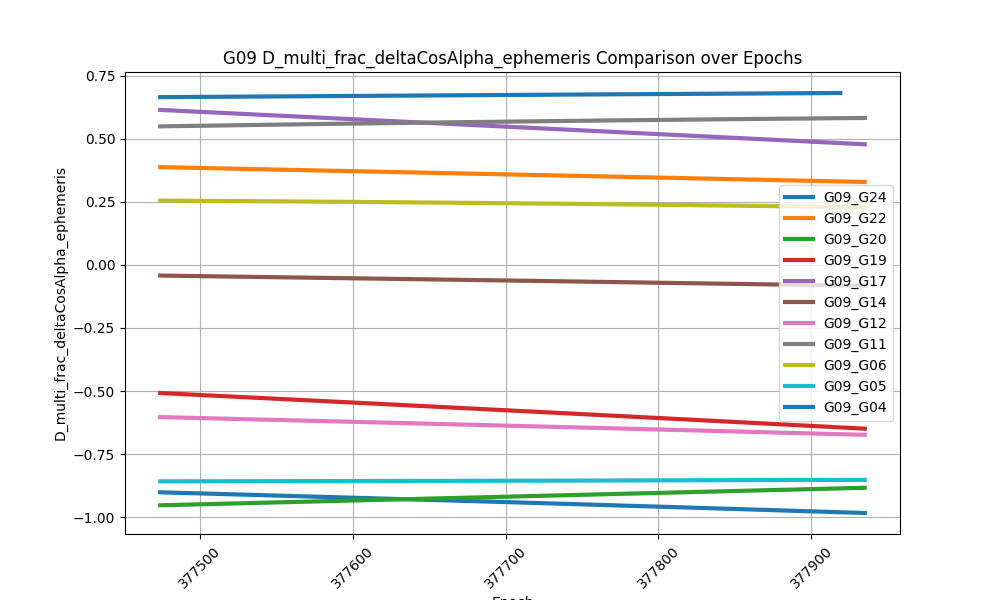 G09 D_multi_frac_deltaCosAlpha_ephemeris Comparison over Epochs
D_multi_frac_deltaCosAlpha_ephemeris
0.75
0.50
0.25
0.00
−0.25
−0.50
−0.75
−1.00
G09_G24
G09_G22
G09_G20
G09_G19
G09_G17
G09_G14
G09_G12
G09_G11
G09_G06
G09_G05
G09_G04
377500
377600
377700
377800
377900
Epoch